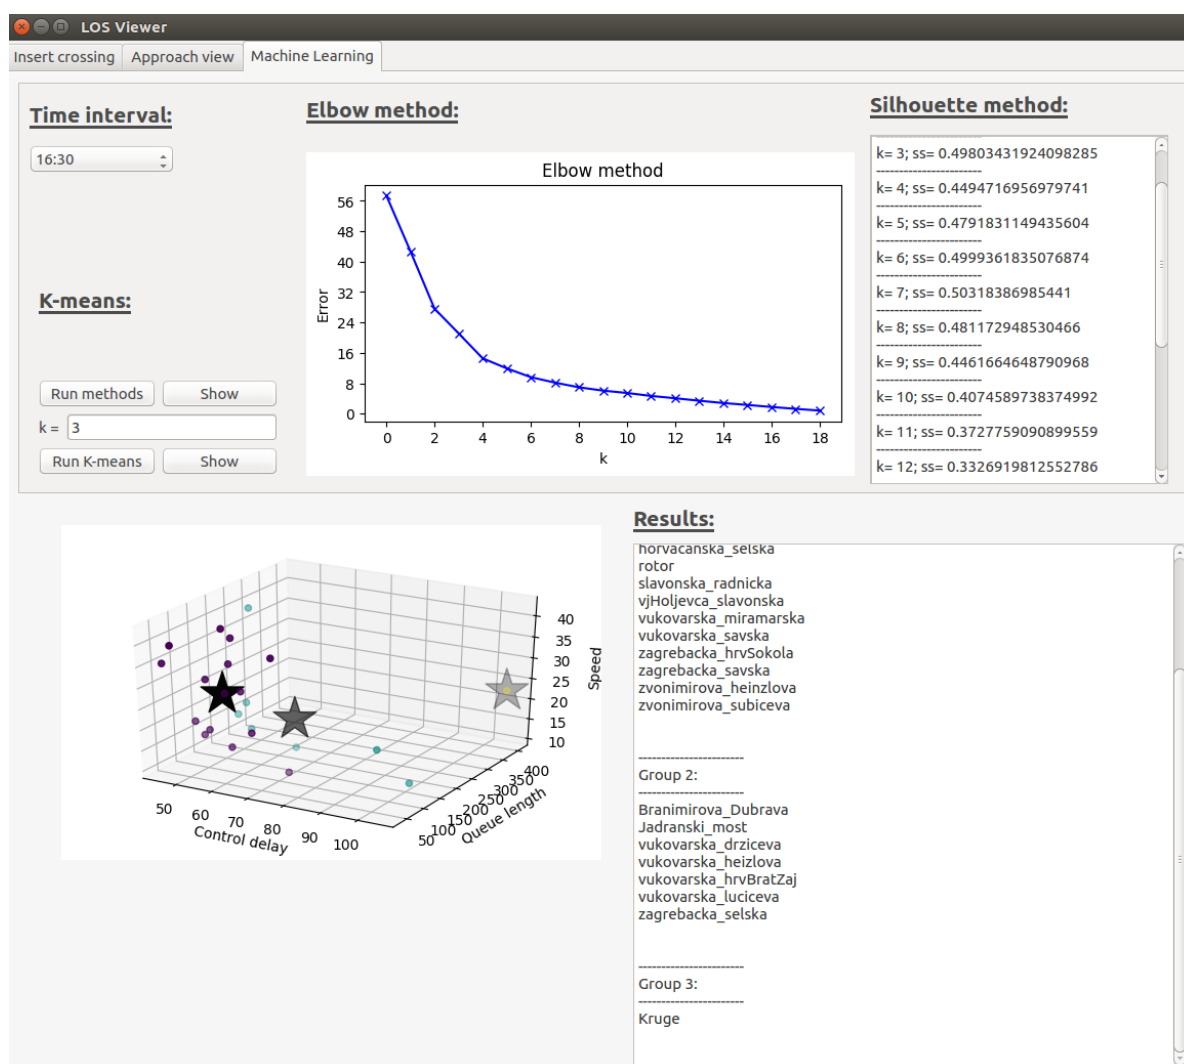 LOS Viewer
Insert crossing Approach view Machine Learning
Time interval:
16:30
K-means:
Run methods Show
k = 3
Run K-means Show
Elbow method:
Elbow method
Error
56
48
40
32
24
16
8
0
0 2 4 6 8 10 12 14 16 18
k
Silhouette method:
-----------------------
k= 3; ss= 0.49803431924098285
-----------------------
k= 4; ss= 0.4494716956979741
-----------------------
k= 5; ss= 0.4791831149435604
-----------------------
k= 6; ss= 0.4999361835076874
-----------------------
k= 7; ss= 0.50318386985441
-----------------------
k= 8; ss= 0.481172948530466
-----------------------
k= 9; ss= 0.4461664648790968
-----------------------
k= 10; ss= 0.4074589738374992
-----------------------
k= 11; ss= 0.3727759090899559
-----------------------
k= 12; ss= 0.3326919812552786
50 60 70 80 90 100
Control delay
50 100 150 200 250 300 350 400
Queue length
40
35
30
25
20
15
10
Speed
Results:
horvacanska_selska
rotor
slavonska_radnicka
vjHoljevca_slavonska
vukovarska_miramarska
vukovarska_savska
zagrebacka_hrvSokola
zagrebacka_savska
zvonimirova_heinzlova
zvonimirova_subiceva
-----------------------
Group 2:
-----------------------
Branimirova_Dubrava
Jadranski_most
vukovarska_drziceva
vukovarska_heizlova
vukovarska_hrvBratZaj
vukovarska_luciceva
zagrebacka_selska
-----------------------
Group 3:
-----------------------
Kruge